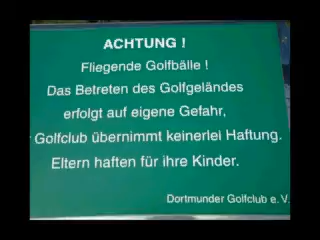 ACHTUNG !
Fliegende Golfbälle !
Das Betreten des Golfgeländes
erfolgt auf eigene Gefahr,
Golfclub übernimmt keinerlei Haftung.
Eltern haften für ihre Kinder.
Dortmunder Golfclub e. V.